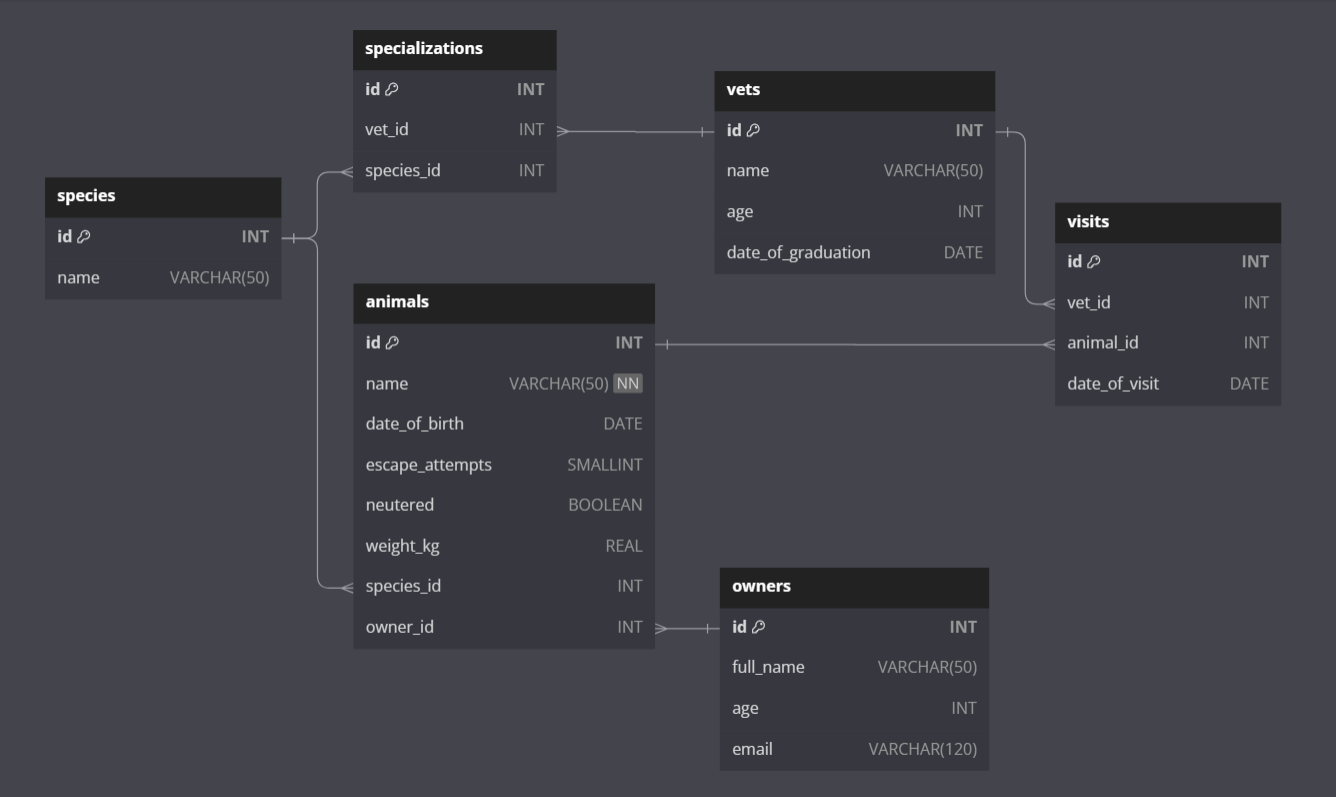 specializations
id INT
vet_id INT
species_id INT
vets
id INT
name VARCHAR(50)
age INT
date_of_graduation DATE
species
id INT
name VARCHAR(50)
visits
id INT
vet_id INT
animal_id INT
date_of_visit DATE
animals
id INT
name VARCHAR(50) NN
date_of_birth DATE
escape_attempts SMALLINT
neutered BOOLEAN
weight_kg REAL
species_id INT
owner_id INT
owners
id INT
full_name VARCHAR(50)
age INT
email VARCHAR(120)